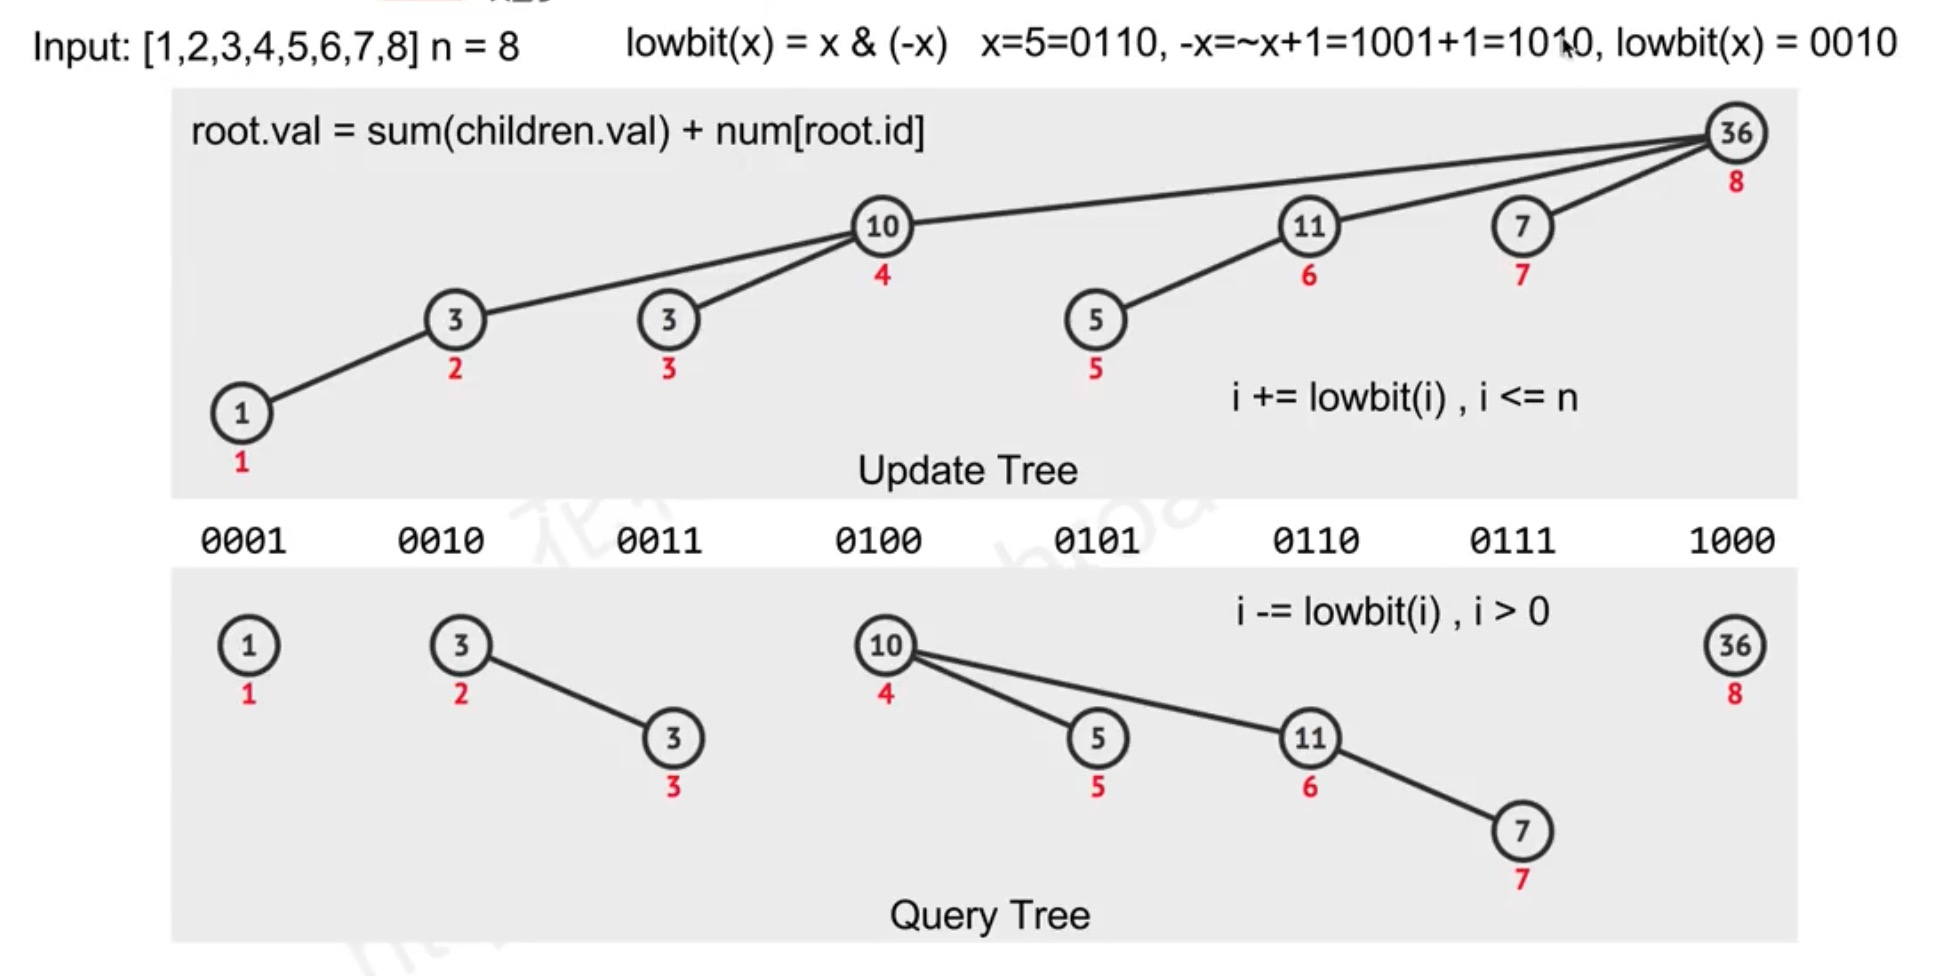 Input: [1,2,3,4,5,6,7,8] n = 8 lowbit(x) = x & (-x) x=5=0110, -x=~x+1=1001+1=1010, lowbit(x) = 0010
root.val = sum(children.val) + num[root.id]
36
8
10 11 7
4 6 7
3 3 5
2 3 5
i += lowbit(i) , i <= n
1
1
Update Tree
0001 0010 0011 0100 0101 0110 0111 1000
i -= lowbit(i) , i > 0
1 3 10 36
1 2 4 8
3 5 11
3 5 6
7
7
Query Tree